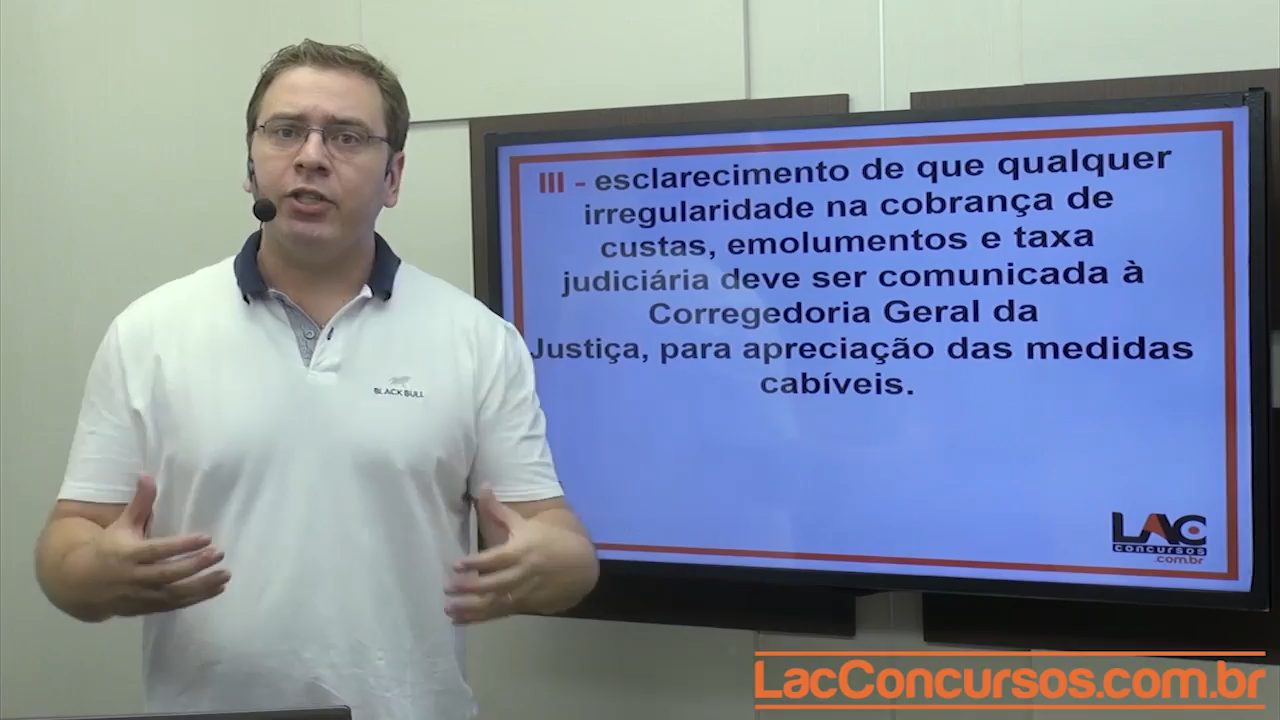 III - esclarecimento de que qualquer
irregularidade na cobrança de
custas, emolumentos e taxa
judiciária deve ser comunicada à
Corregedoria Geral da
Justiça, para apreciação das medidas
cabíveis.
BLACK BULL
LAC
CONCURSOS
.com.br
LacConcursos.com.br